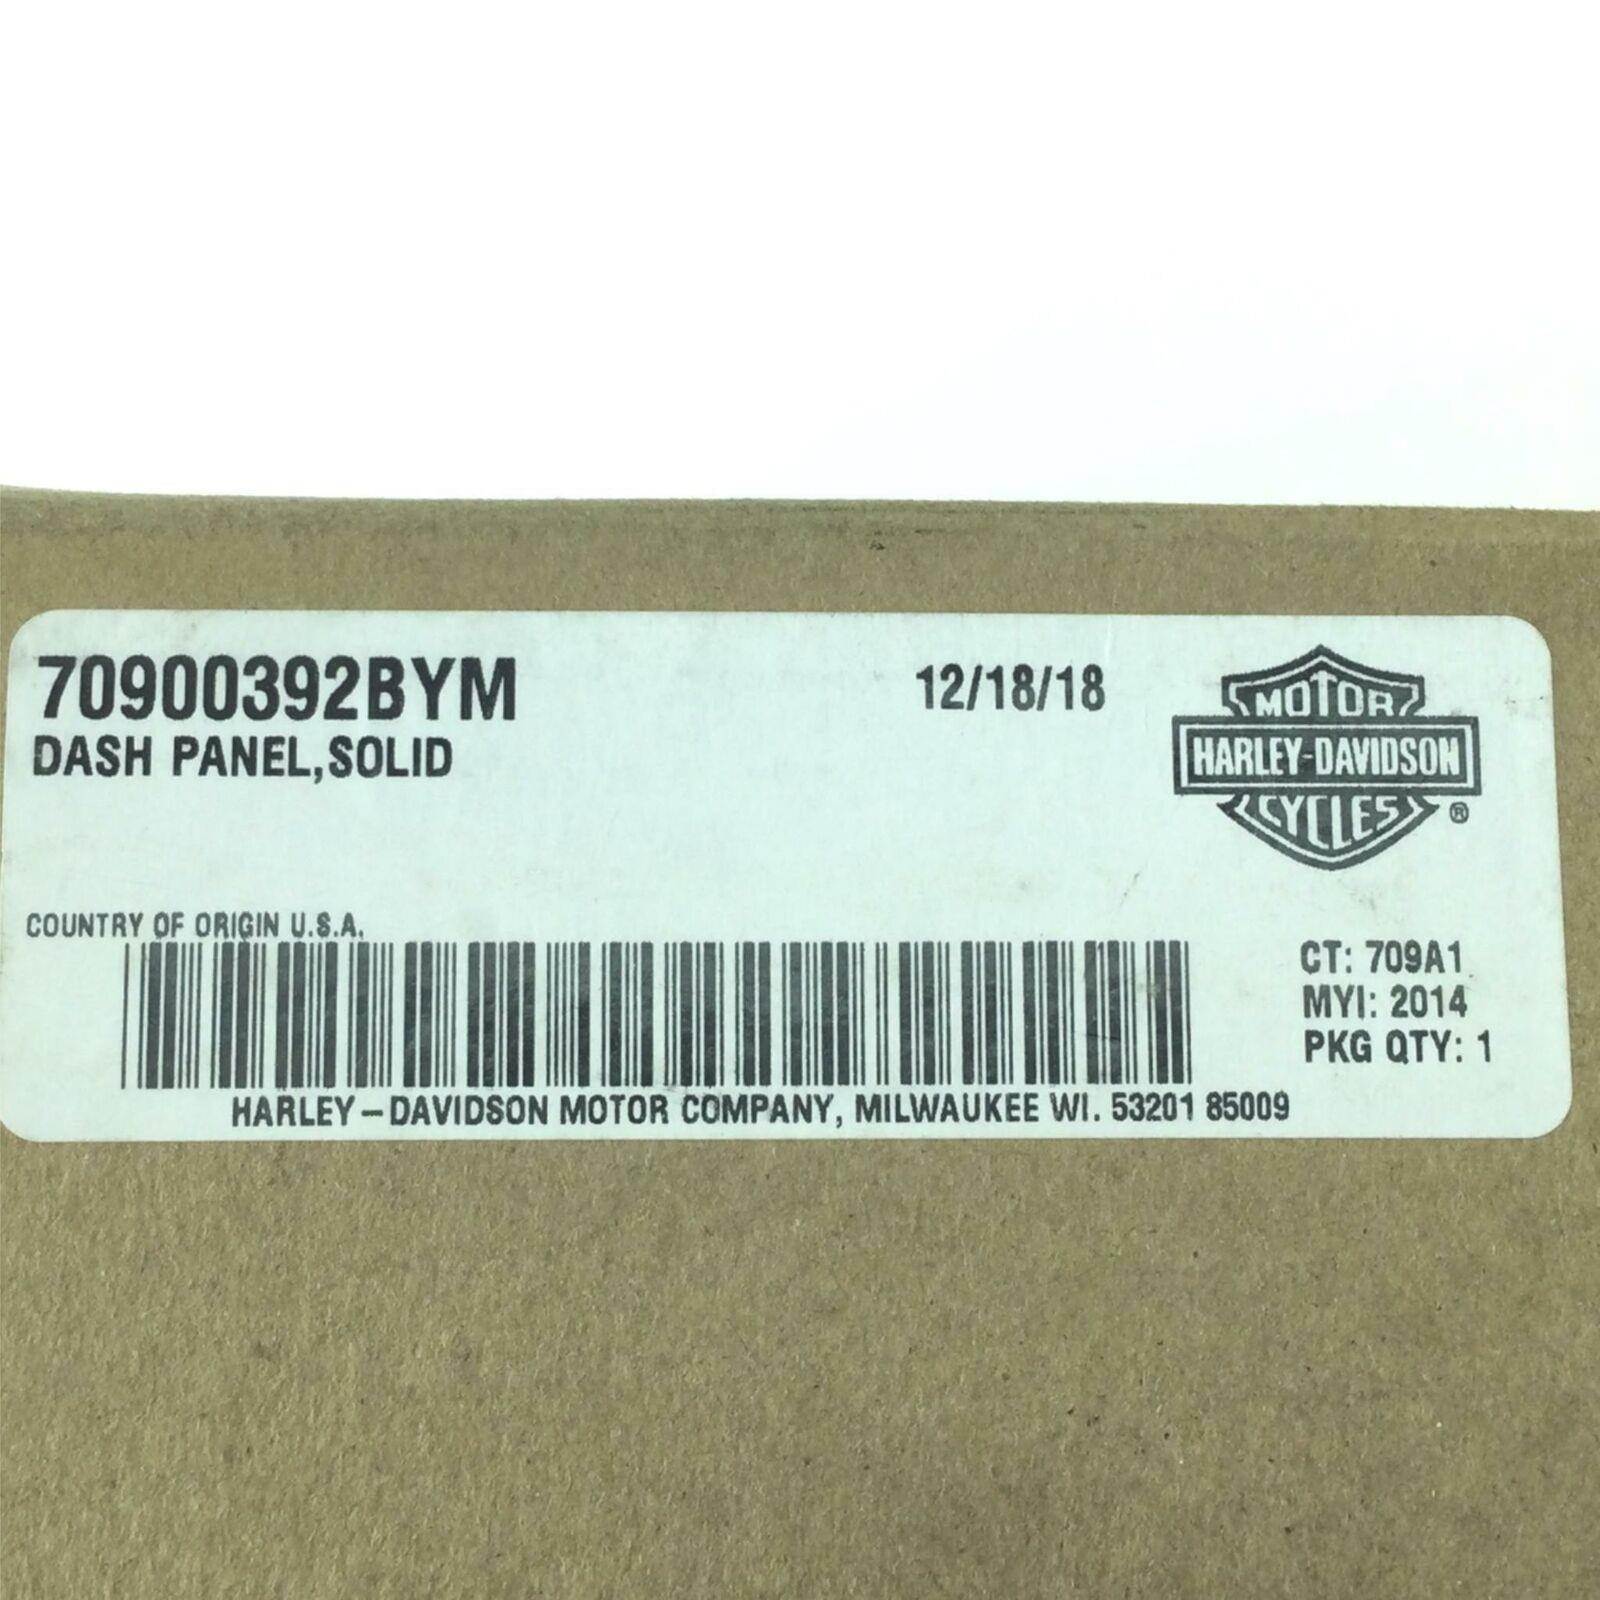 70900392BYM
12/18/18
DASH PANEL,SOLID
MOTOR
HARLEY-DAVIDSON
CYCLES
®
COUNTRY OF ORIGIN U.S.A.
CT: 709A1
MYI: 2014
PKG QTY: 1
HARLEY-DAVIDSON MOTOR COMPANY, MILWAUKEE WI. 53201 85009